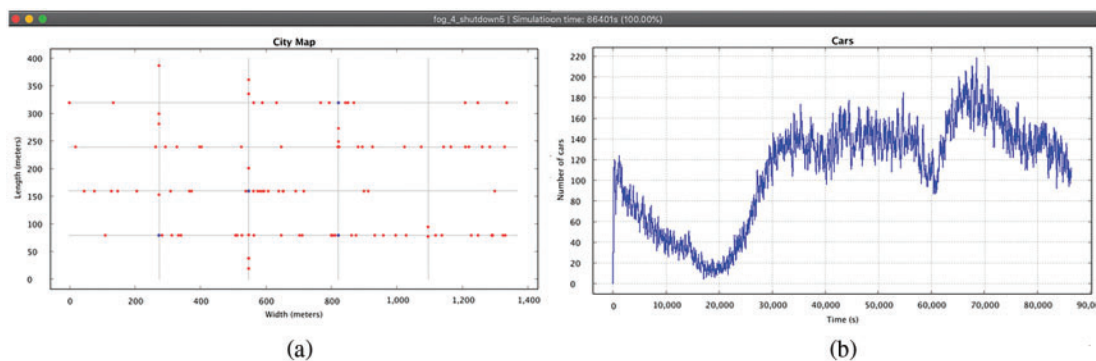 fog_4_shutdown5 | Simulatioon time: 86401s (100.00%)
City Map
400
350
300
250
200
150
100
50
0
Length (meters)
0 200 400 600 800 1,000 1,200 1,400
Width (meters)
(a)
Cars
220
200
180
160
140
120
100
80
60
40
20
0
Number of cars
0 10,000 20,000 30,000 40,000 50,000 60,000 70,000 80,000 90,00
Time (s)
(b)